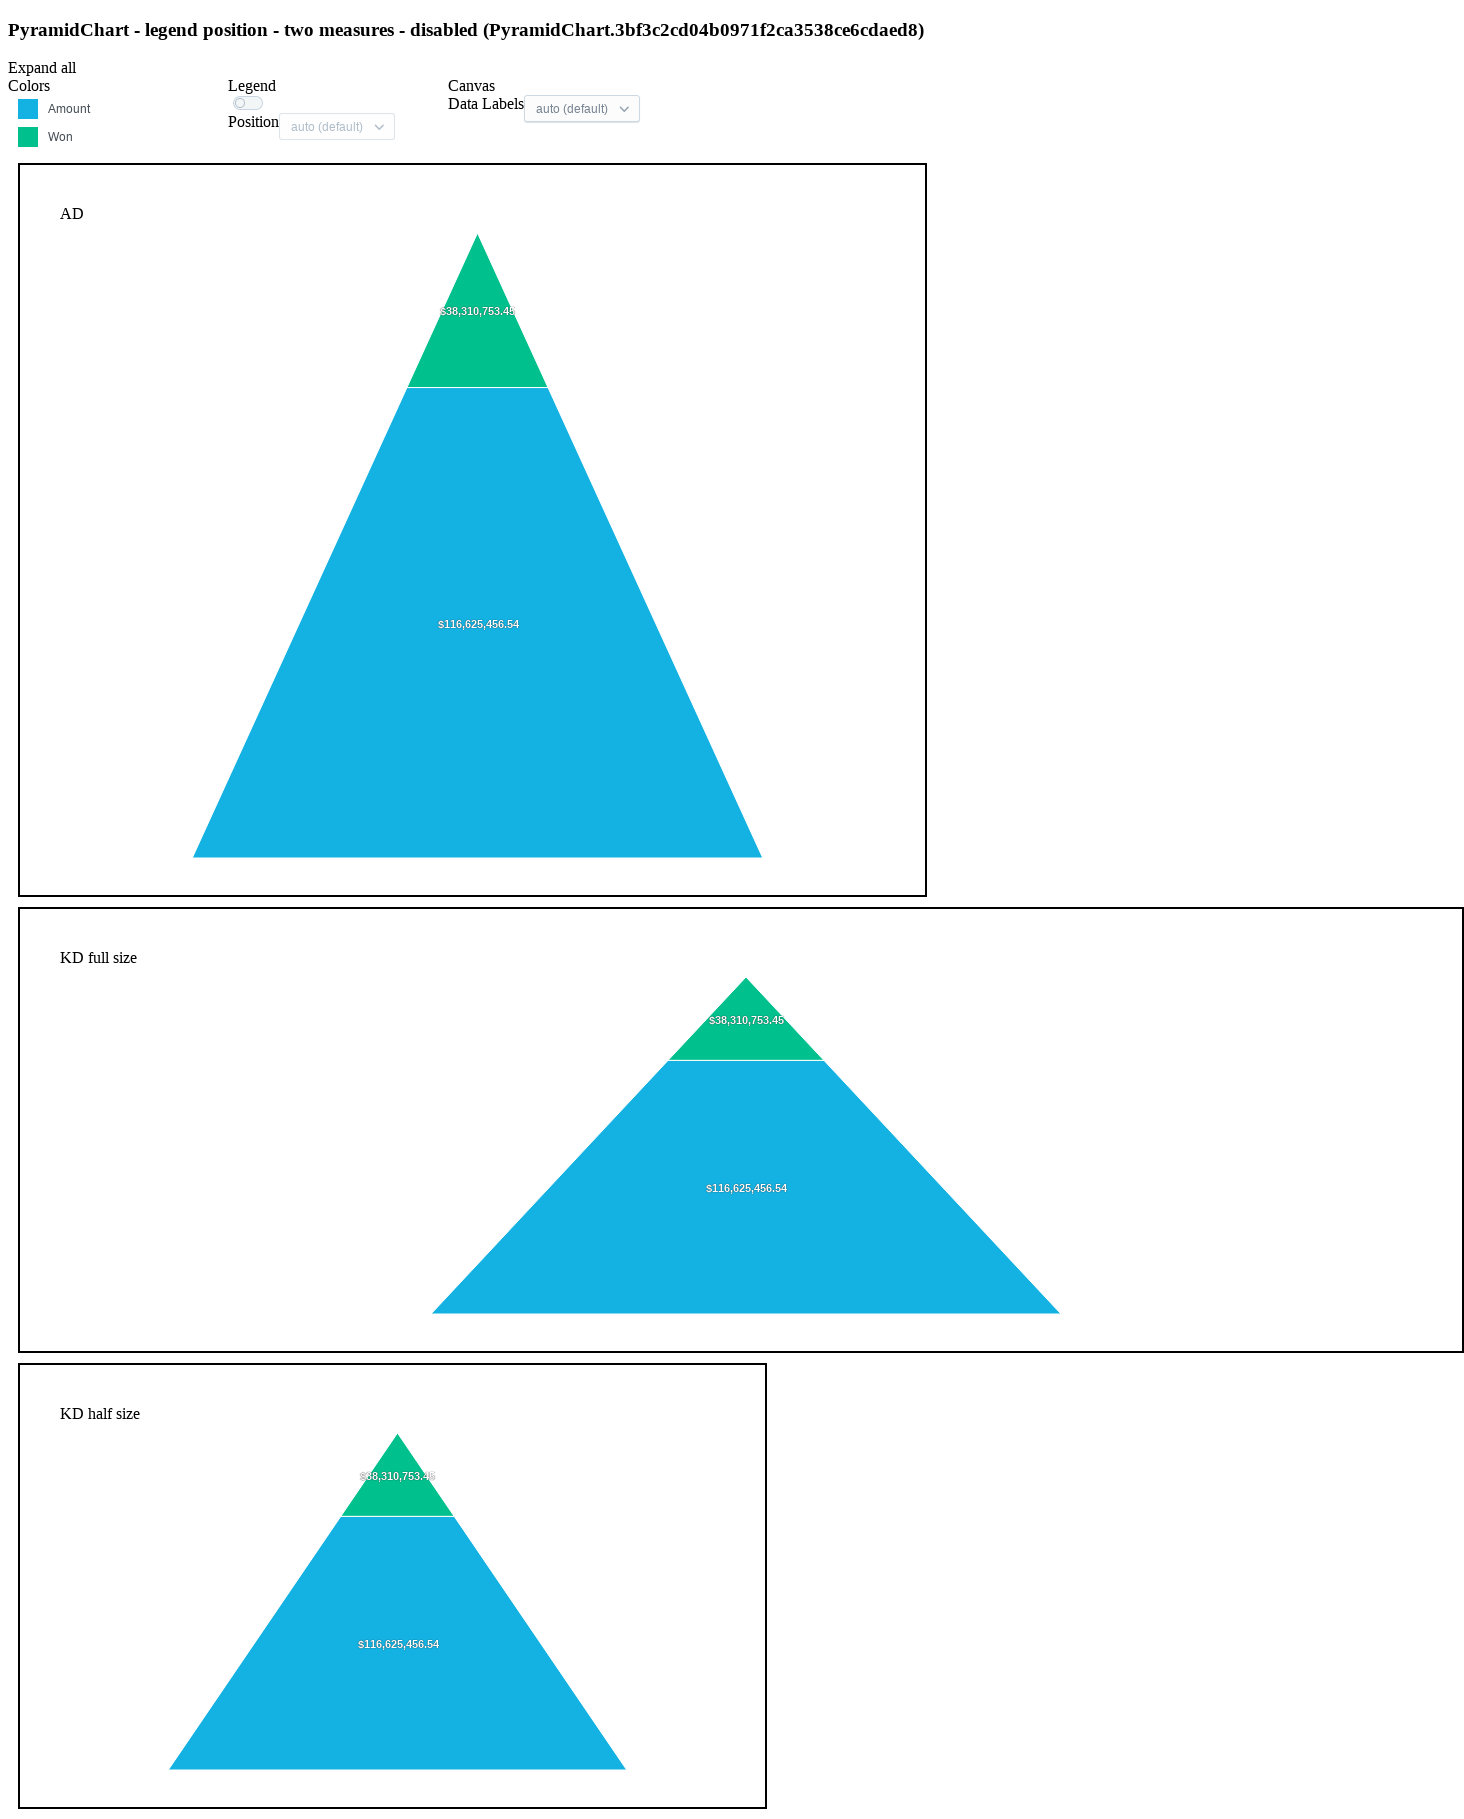 PyramidChart - legend position - two measures - disabled (PyramidChart.3bf3c2cd04b0971f2ca3538ce6cdaed8)
Expand all
Colors
Amount
Won
Legend
Position auto (default)
Canvas
Data Labels auto (default)
AD
$38,310,753.45
$116,625,456.54
KD full size
$38,310,753.45
$116,625,456.54
KD half size
$38,310,753.45
$116,625,456.54